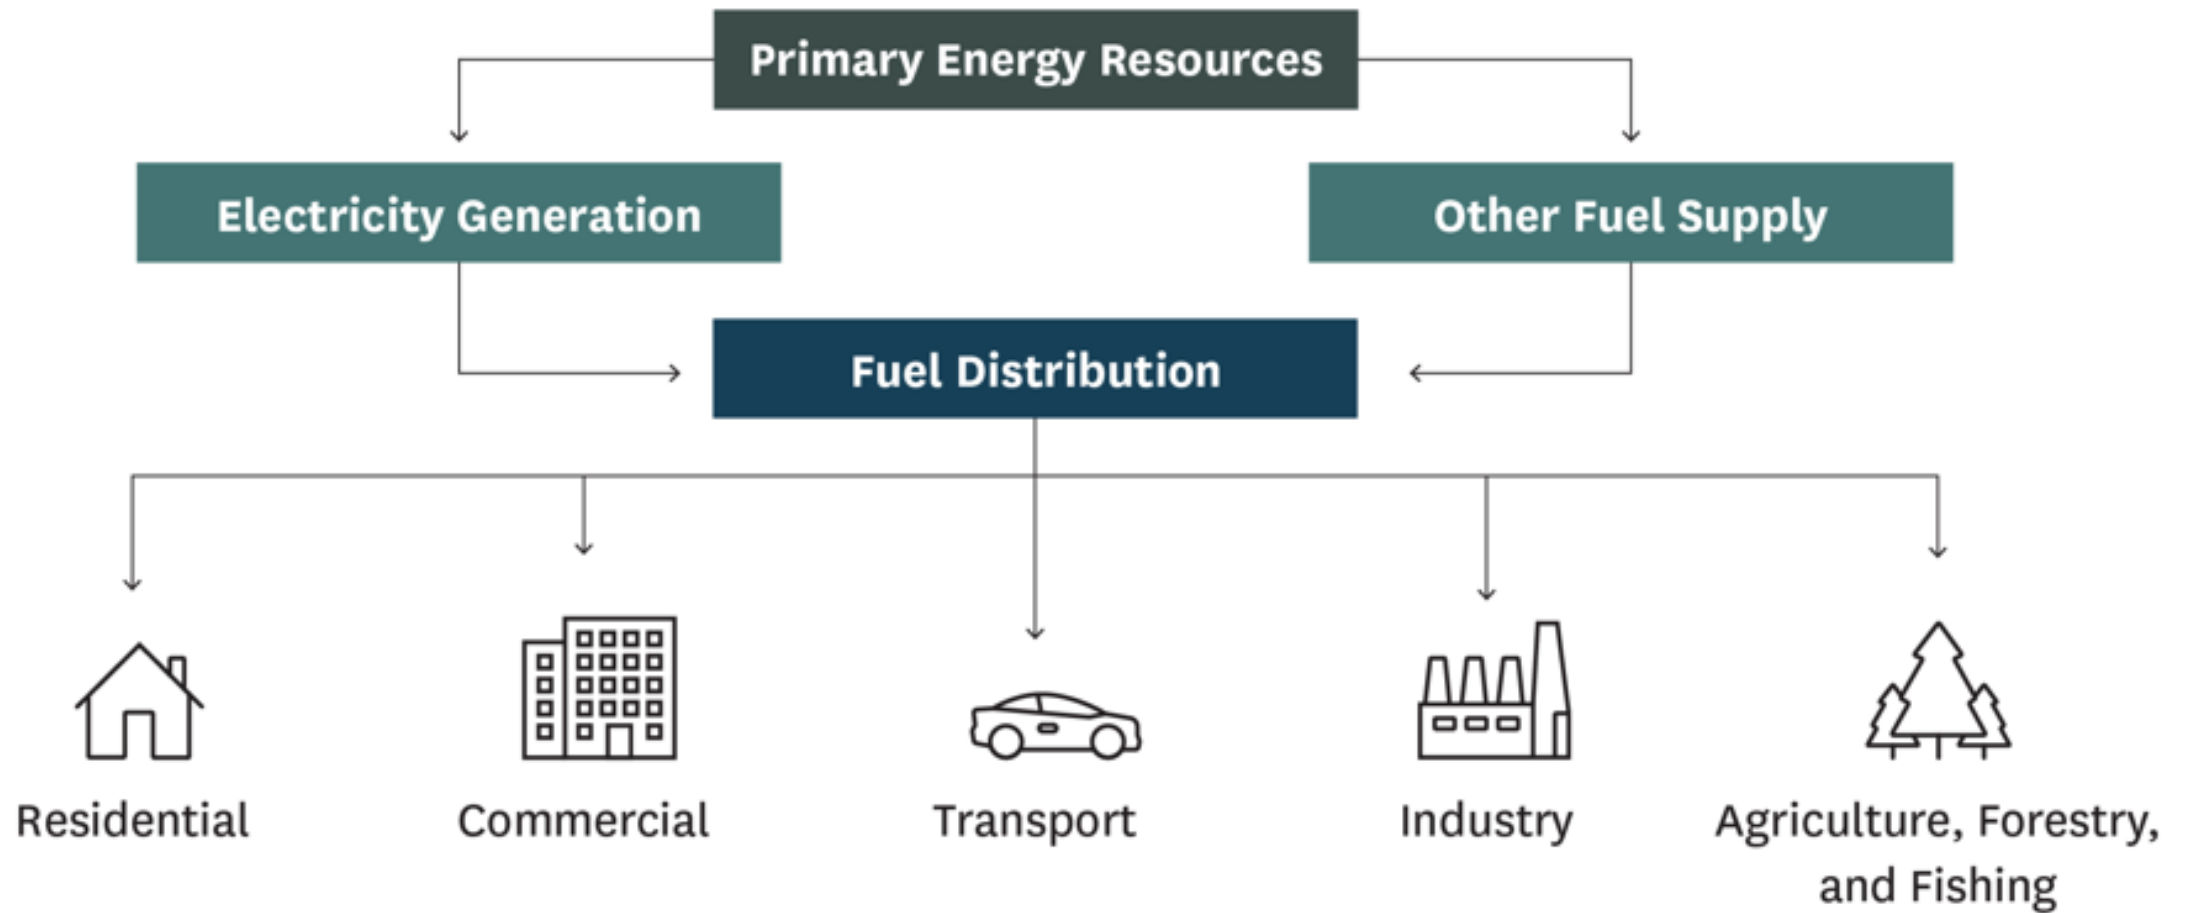 Primary Energy Resources
Electricity Generation
Other Fuel Supply
Fuel Distribution
Residential
Commercial
Transport
Industry
Agriculture, Forestry,
and Fishing